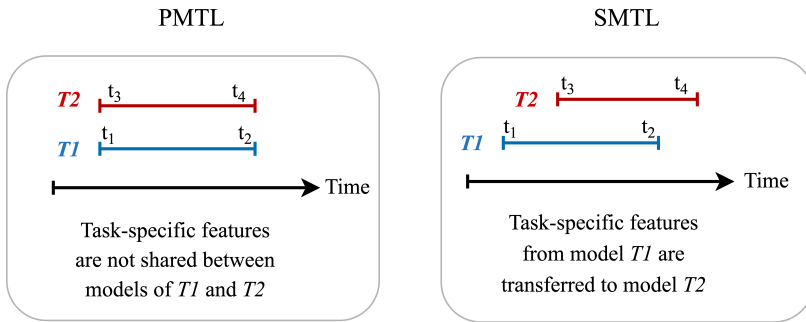 PMTL
t₃ t₄
T2
t₁ t₂
T1
Time
Task-specific features
are not shared between
models of T1 and T2
SMTL
t₃ t₄
T2
t₁ t₂
T1
Time
Task-specific features
from model T1 are
transferred to model T2